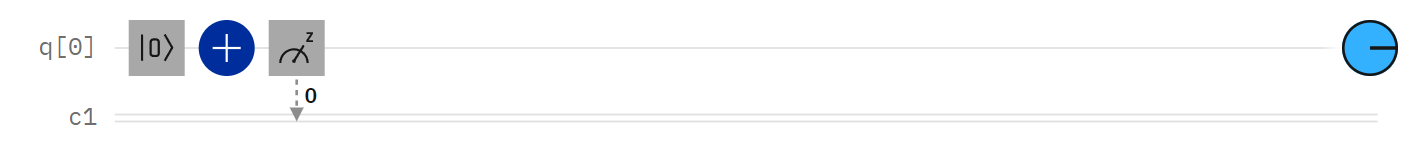 q[0] |0⟩ + z
0
c1